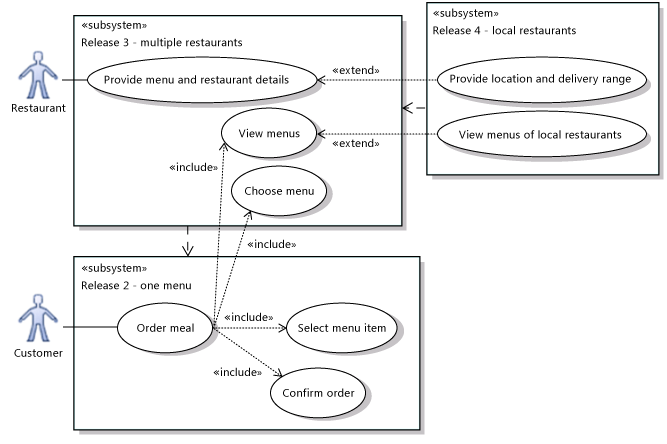 «subsystem»
Release 3 - multiple restaurants
«subsystem»
Release 4 - local restaurants
Restaurant
Provide menu and restaurant details
«extend»
Provide location and delivery range
View menus
«extend»
View menus of local restaurants
«include»
Choose menu
«include»
«subsystem»
Release 2 - one menu
Customer
Order meal
«include»
Select menu item
«include»
Confirm order